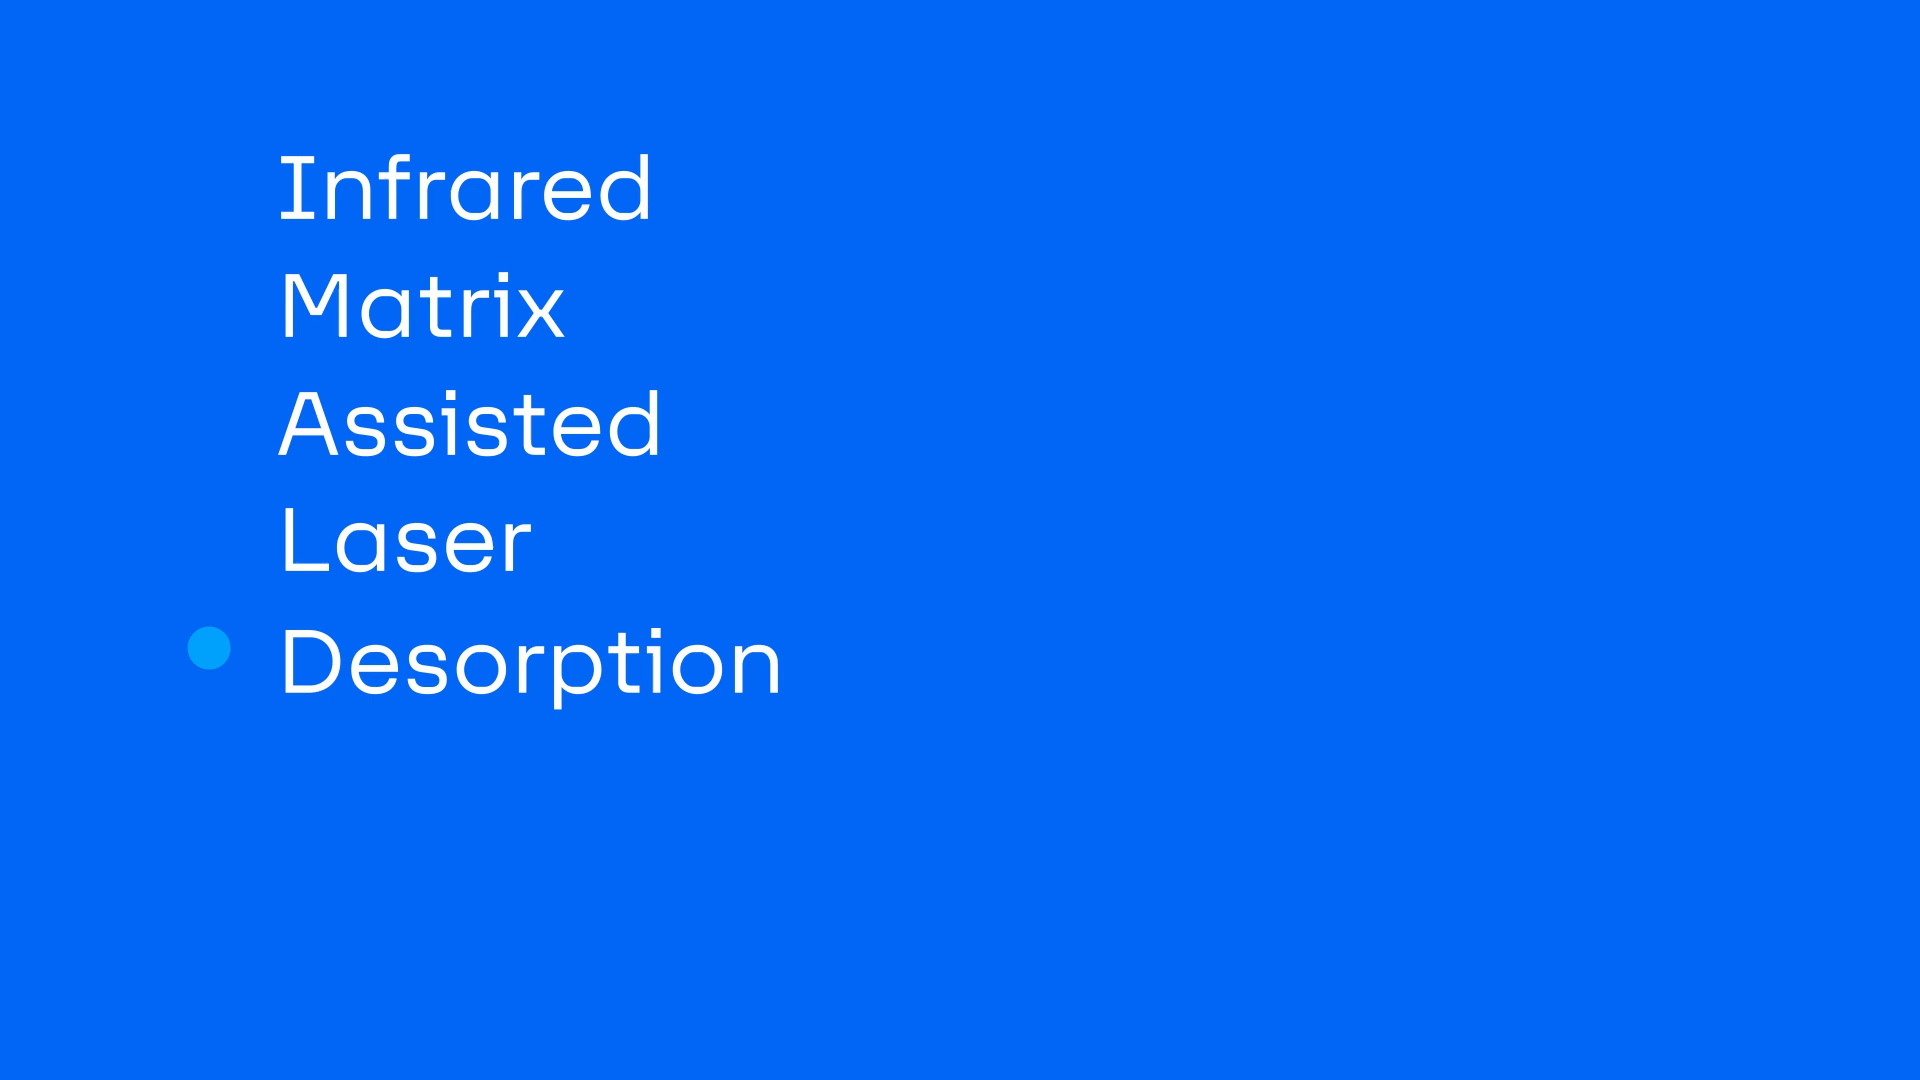 Infrared
Matrix
Assisted
Laser
Desorption